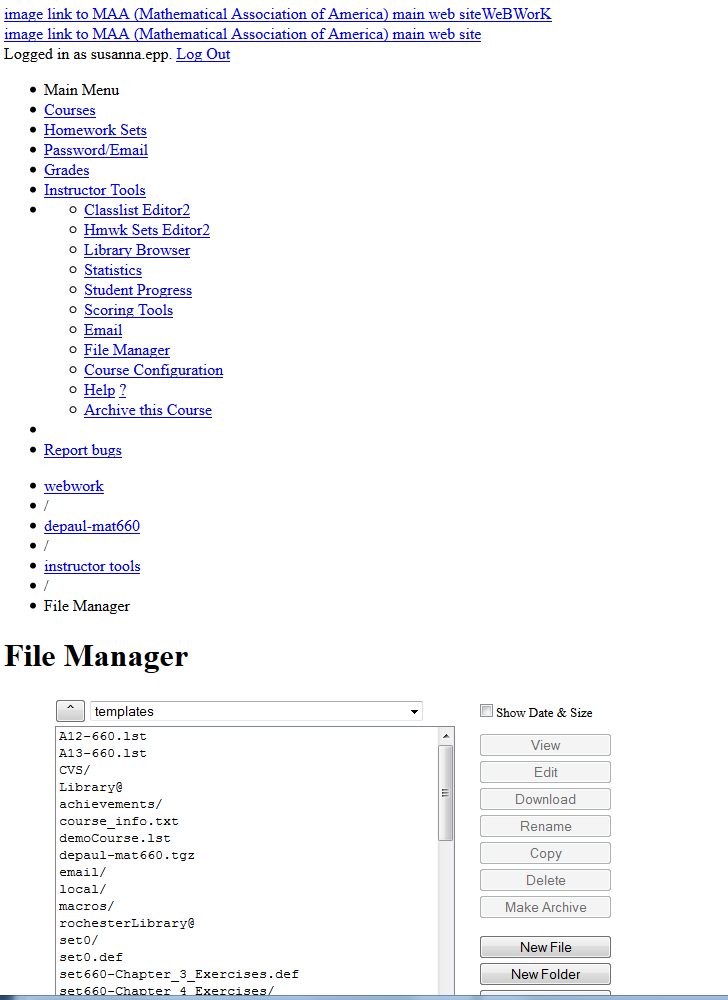 image link to MAA (Mathematical Association of America) main web siteWeBWorK
image link to MAA (Mathematical Association of America) main web site
Logged in as susanna.epp. Log Out
Main Menu
Courses
Homework Sets
Password/Email
Grades
Instructor Tools
Classlist Editor2
Hmwk Sets Editor2
Library Browser
Statistics
Student Progress
Scoring Tools
Email
File Manager
Course Configuration
Help ?
Archive this Course
Report bugs
webwork
/
depaul-mat660
/
instructor tools
/
File Manager
File Manager
^ templates Show Date & Size
A12-660.lst
A13-660.lst
CVS/
Library@
achievements/
course_info.txt
demoCourse.lst
depaul-mat660.tgz
email/
local/
macros/
rochesterLibrary@
set0/
set0.def
set660-Chapter_3_Exercises.def
set660-Chapter_4_Exercises/
View
Edit
Download
Rename
Copy
Delete
Make Archive
New File
New Folder